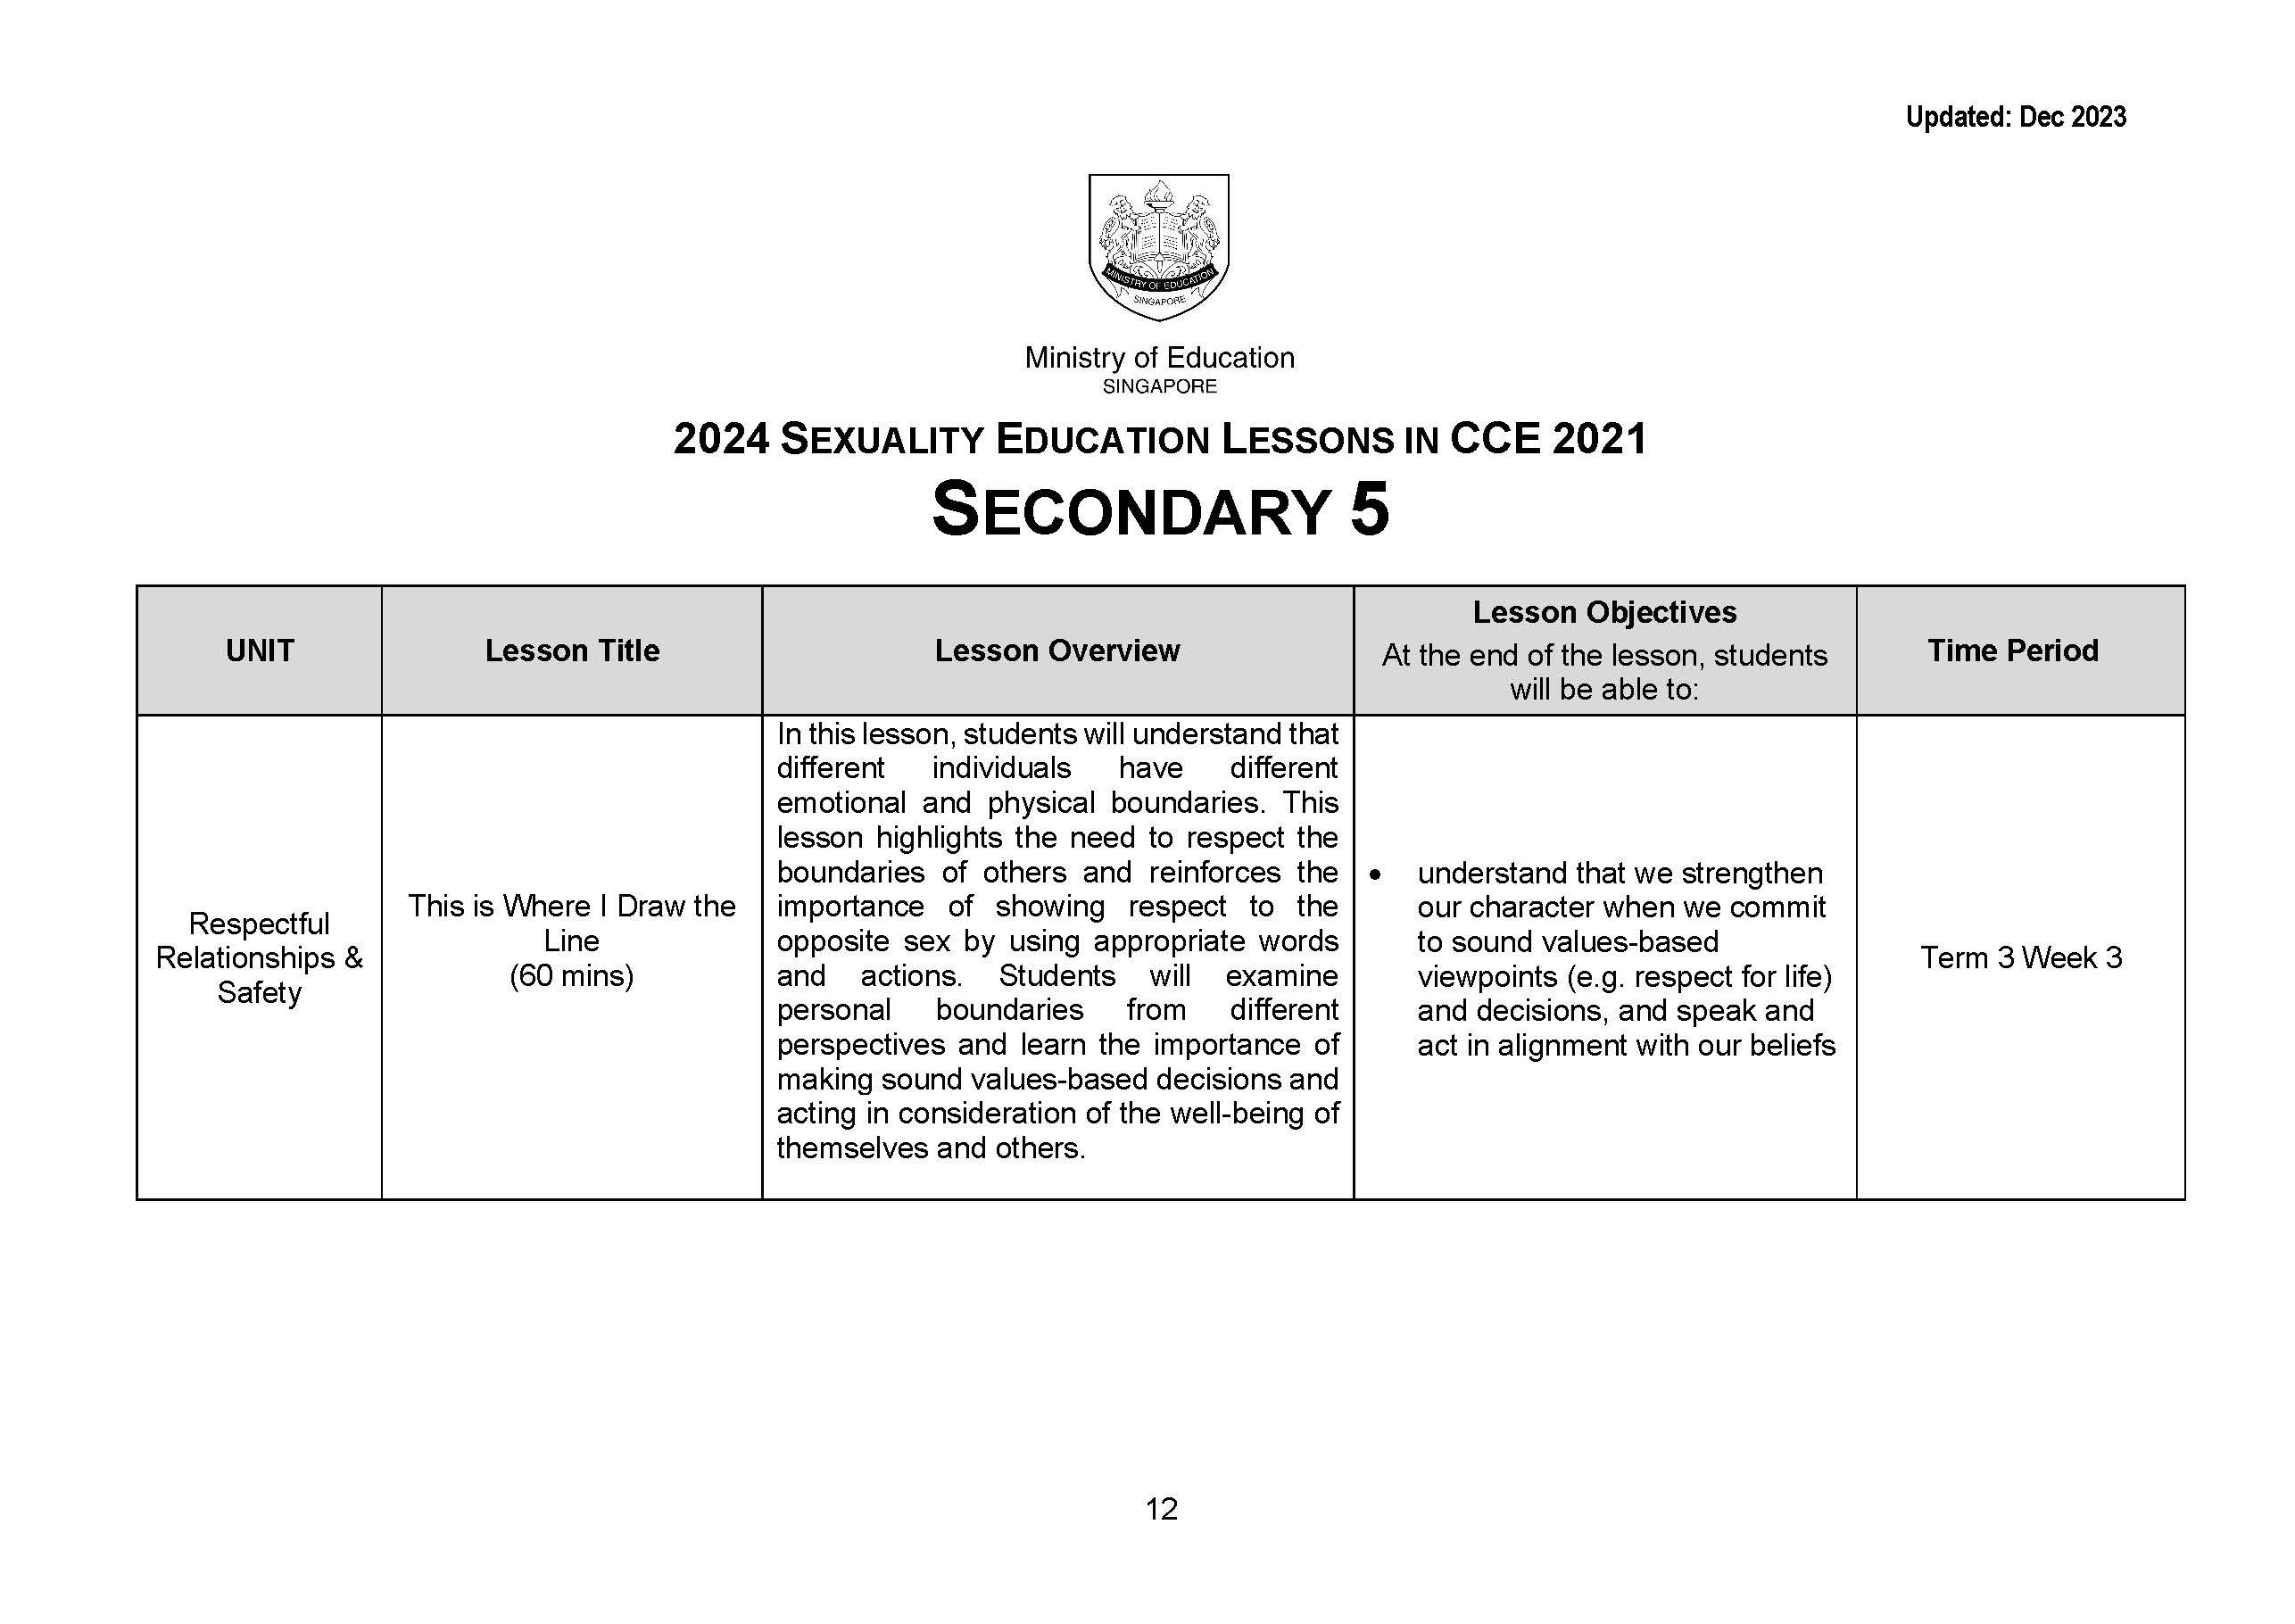 Updated: Dec 2023
MINISTRY OF EDUCATION
SINGAPORE
Ministry of Education
SINGAPORE
2024 SEXUALITY EDUCATION LESSONS IN CCE 2021
SECONDARY 5
UNIT
Lesson Title
Lesson Overview
Lesson Objectives
At the end of the lesson, students
will be able to:
Time Period
Respectful
Relationships &
Safety
This is Where I Draw the
Line
(60 mins)
In this lesson, students will understand that
different individuals have different
emotional and physical boundaries. This
lesson highlights the need to respect the
boundaries of others and reinforces the
importance of showing respect to the
opposite sex by using appropriate words
and actions. Students will examine
personal boundaries from different
perspectives and learn the importance of
making sound values-based decisions and
acting in consideration of the well-being of
themselves and others.
• understand that we strengthen
our character when we commit
to sound values-based
viewpoints (e.g. respect for life)
and decisions, and speak and
act in alignment with our beliefs
Term 3 Week 3
12